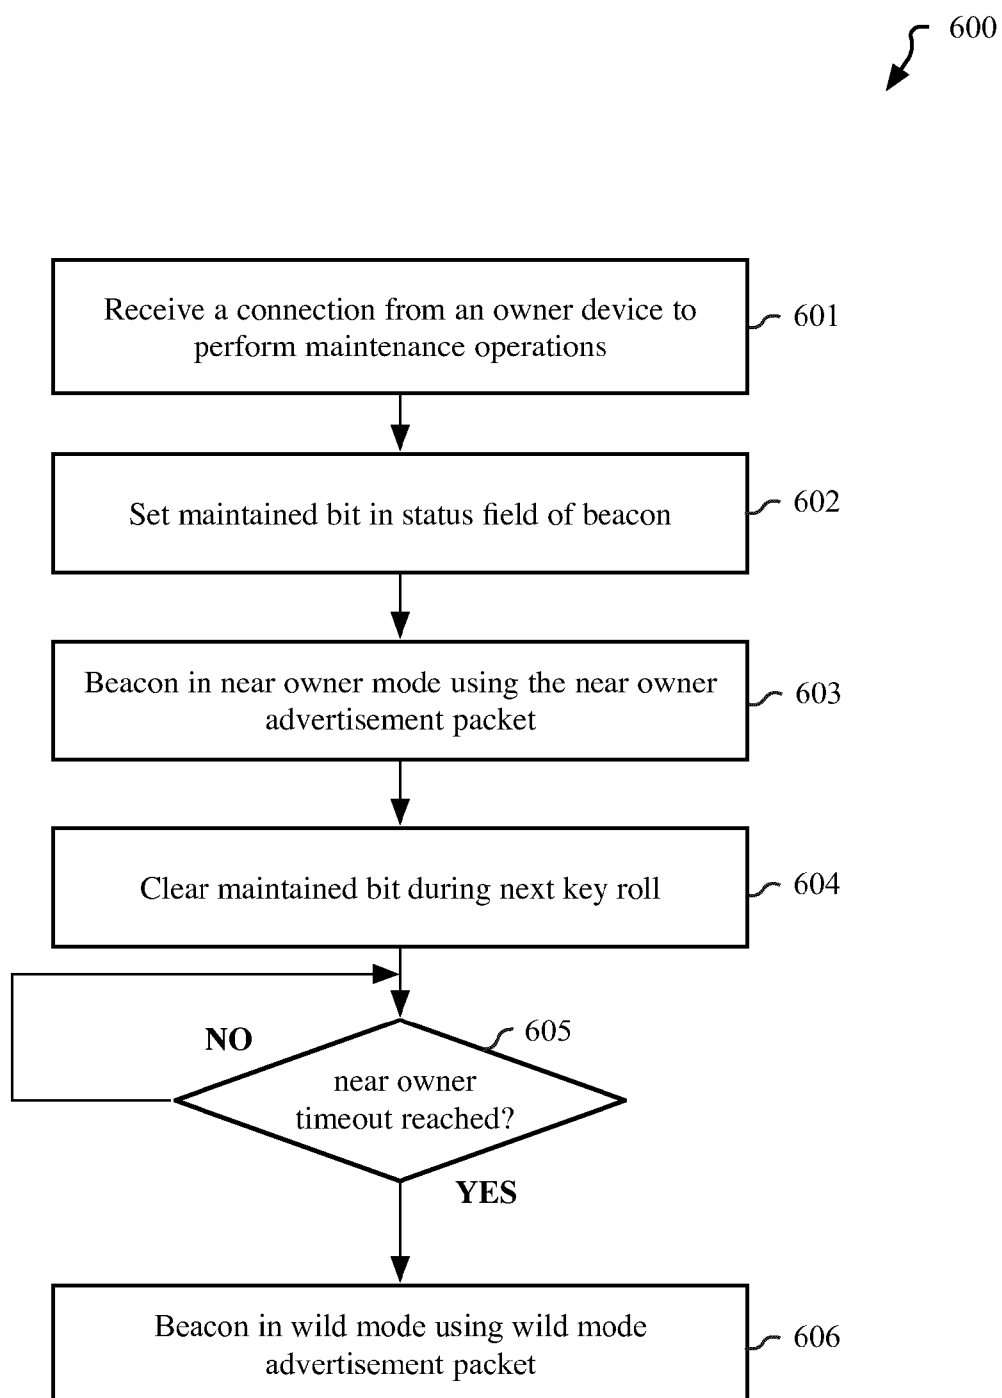 600
Receive a connection from an owner device to
perform maintenance operations
601
Set maintained bit in status field of beacon
602
Beacon in near owner mode using the near owner
advertisement packet
603
Clear maintained bit during next key roll
604
NO
605
near owner
timeout reached?
YES
Beacon in wild mode using wild mode
advertisement packet
606